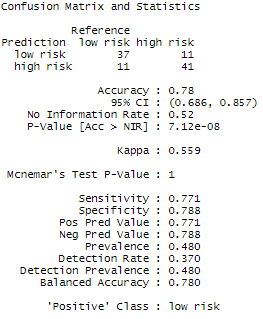 Confusion Matrix and Statistics
Reference
Prediction low risk high risk
low risk 37 11
high risk 11 41
Accuracy : 0.78
95% CI : (0.686, 0.857)
No Information Rate : 0.52
P-Value [Acc > NIR] : 7.12e-08
Kappa : 0.559
Mcnemar's Test P-Value : 1
Sensitivity : 0.771
Specificity : 0.788
Pos Pred Value : 0.771
Neg Pred Value : 0.788
Prevalence : 0.480
Detection Rate : 0.370
Detection Prevalence : 0.480
Balanced Accuracy : 0.780
'Positive' Class : low risk